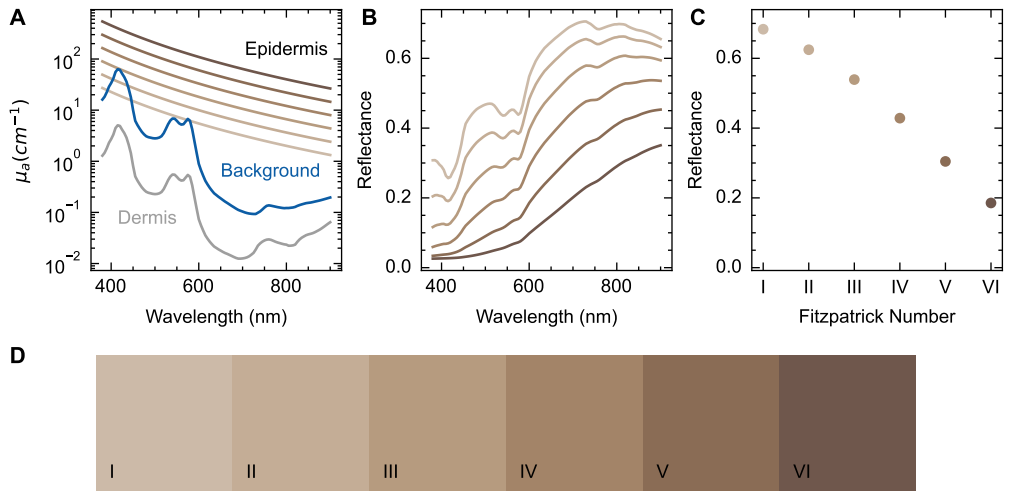 A
B
C
μa(cm−1)
10²
10¹
10⁰
10⁻¹
10⁻²
Epidermis
Background
Dermis
400
600
800
Wavelength (nm)
Reflectance
0.6
0.4
0.2
0.0
400
600
800
Wavelength (nm)
Reflectance
0.6
0.4
0.2
0.0
I
II
III
IV
V
VI
Fitzpatrick Number
D
I
II
III
IV
V
VI